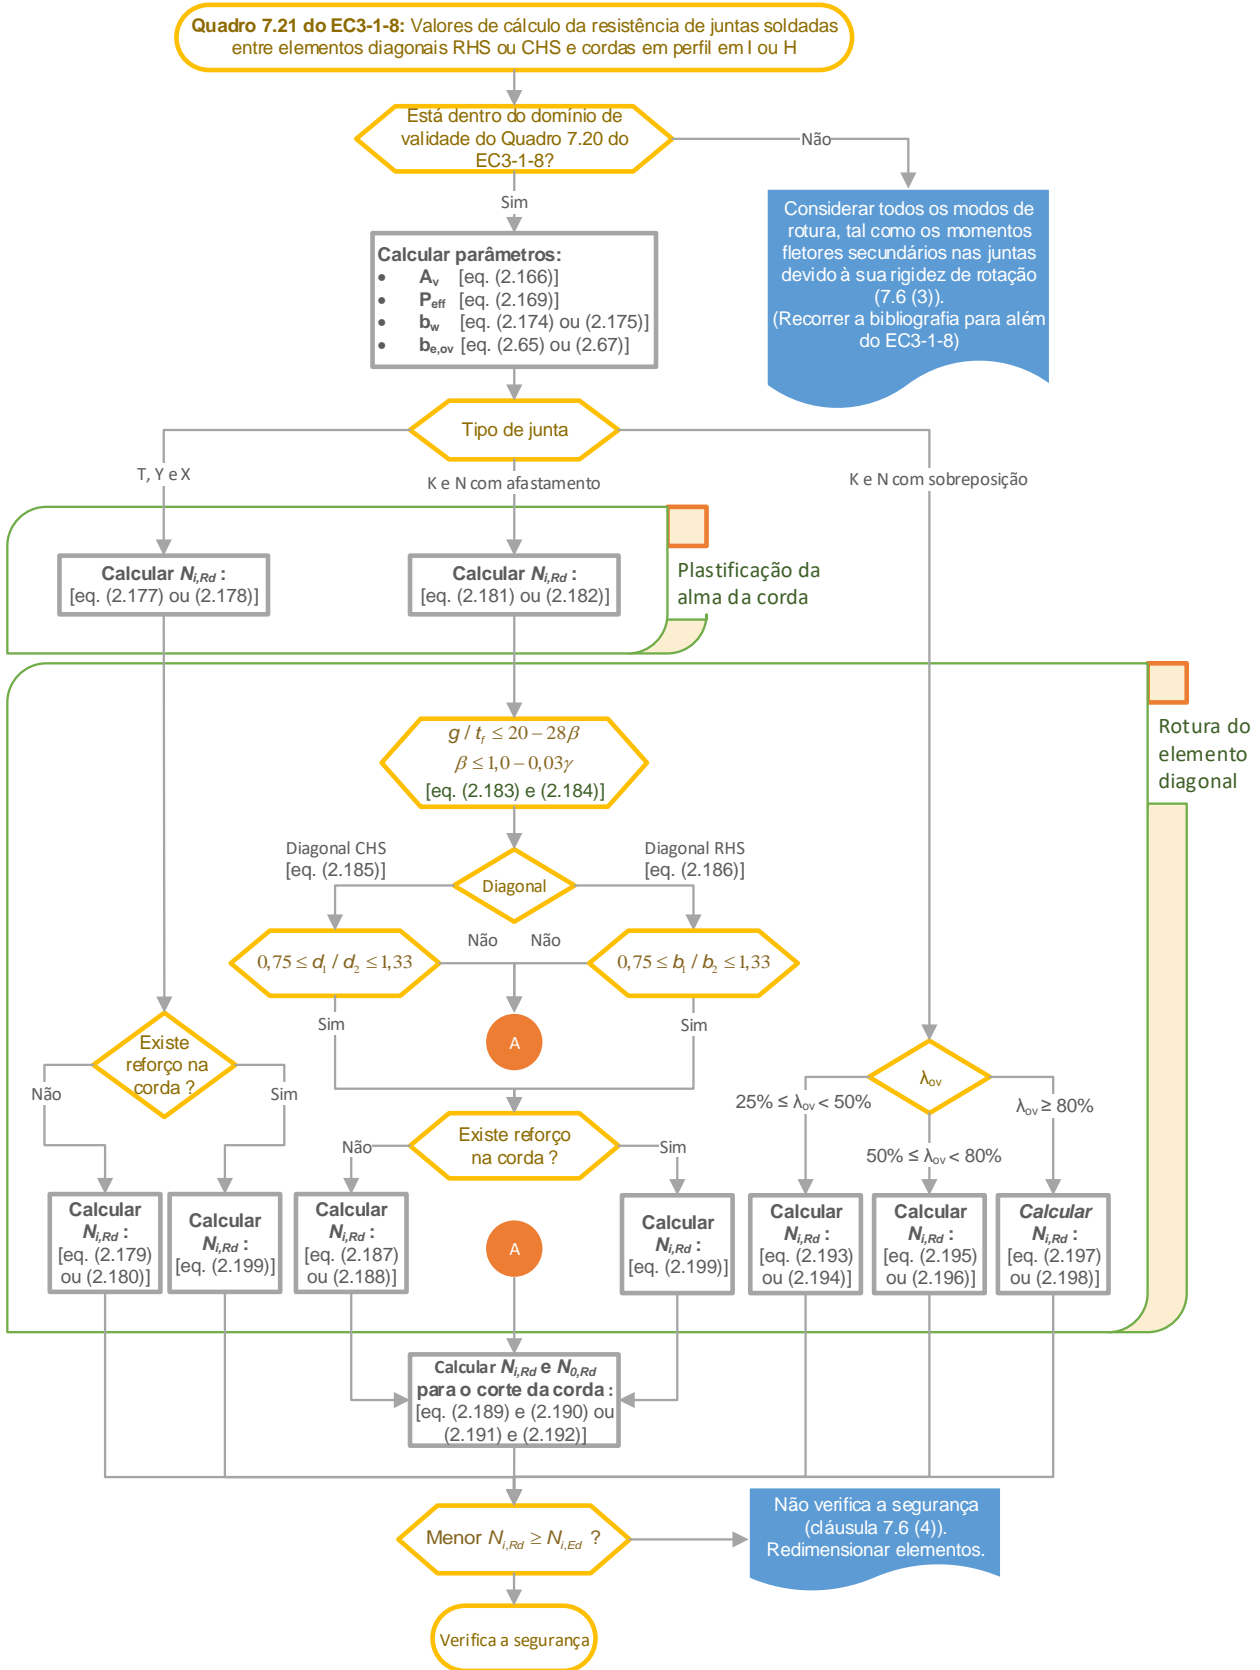 Quadro 7.21 do EC3-1-8: Valores de cálculo da resistência de juntas soldadas
entre elementos diagonais RHS ou CHS e cordas em perfil em I ou H
Está dentro do domínio de
validade do Quadro 7.20 do
EC3-1-8?
Não
Sim
Considerar todos os modos de
rotura, tal como os momentos
fletores secundários nas juntas
devido à sua rigidez de rotação
(7.6 (3)).
(Recorrer a bibliografia para além
do EC3-1-8)
Calcular parâmetros:
• Av [eq. (2.166)]
• Peff [eq. (2.169)]
• bw [eq. (2.174) ou (2.175)]
• be,ov [eq. (2.65) ou (2.67)]
Tipo de junta
T, Y e X
K e N com afastamento
K e N com sobreposição
Calcular Ni,Rd :
[eq. (2.177) ou (2.178)]
Calcular Ni,Rd :
[eq. (2.181) ou (2.182)]
Plastificação da
alma da corda
g / tf ≤ 20 − 28β
β ≤ 1,0 − 0,03γ
[eq. (2.183) e (2.184)]
Rotura do
elemento
diagonal
Diagonal CHS
[eq. (2.185)]
Diagonal RHS
[eq. (2.186)]
Diagonal
Não
Não
0,75 ≤ d1 / d2 ≤ 1,33
0,75 ≤ b1 / b2 ≤ 1,33
Sim
Sim
A
Existe
reforço na
corda ?
Não
Sim
λov
25% ≤ λov < 50%
λov ≥ 80%
50% ≤ λov < 80%
Existe reforço
na corda ?
Não
Sim
Calcular
Ni,Rd :
[eq. (2.179)
ou (2.180)]
Calcular
Ni,Rd :
[eq. (2.199)]
Calcular
Ni,Rd :
[eq. (2.187)
ou (2.188)]
A
Calcular
Ni,Rd :
[eq. (2.199)]
Calcular
Ni,Rd :
[eq. (2.193)
ou (2.194)]
Calcular
Ni,Rd :
[eq. (2.195)
ou (2.196)]
Calcular
Ni,Rd :
[eq. (2.197)
ou (2.198)]
Calcular Ni,Rd e N0,Rd
para o corte da corda :
[eq. (2.189) e (2.190) ou
(2.191) e (2.192)]
Menor Ni,Rd ≥ Ni,Ed ?
Não verifica a segurança
(cláusula 7.6 (4)).
Redimensionar elementos.
Verifica a segurança